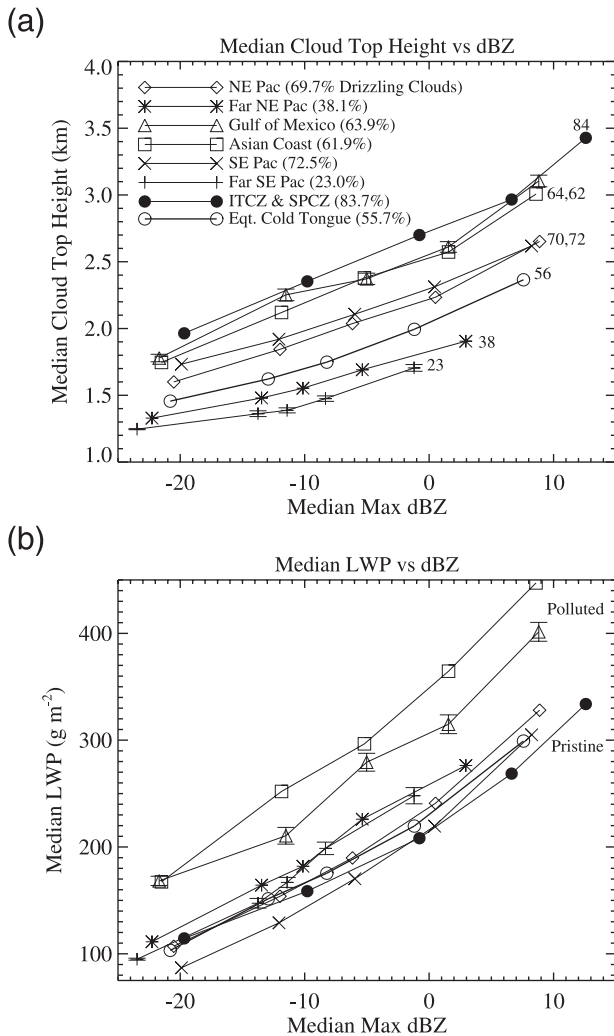 (a)
Median Cloud Top Height vs dBZ
4.0
3.5
3.0
2.5
2.0
1.5
1.0
Median Cloud Top Height (km)
NE Pac (69.7% Drizzling Clouds)
Far NE Pac (38.1%)
Gulf of Mexico (63.9%)
Asian Coast (61.9%)
SE Pac (72.5%)
Far SE Pac (23.0%)
ITCZ & SPCZ (83.7%)
Eqt. Cold Tongue (55.7%)
84
64,62
70,72
56
38
23
-20 -10 0 10
Median Max dBZ
(b)
Median LWP vs dBZ
400
300
200
100
Median LWP (g m-2)
Polluted
Pristine
-20 -10 0 10
Median Max dBZ